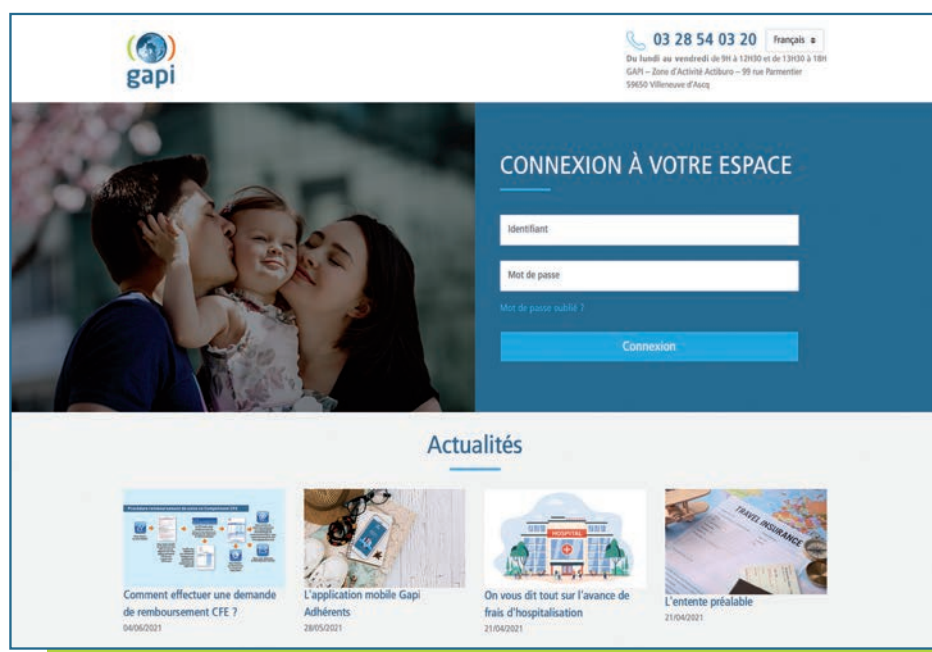 gapi
03 28 54 03 20
Français
Du lundi au vendredi de 9H à 12H30 et de 13H30 à 18H
GAPI – Zone d'Activité Actiburo – 99 rue Parmentier
59650 Villeneuve d'Ascq
CONNEXION À VOTRE ESPACE
Identifiant
Mot de passe
Mot de passe oublié ?
Connexion
Actualités
HOSPITAL
TRAVEL INSURANCE
Comment effectuer une demande
de remboursement CFE ?
04/06/2021
L'application mobile Gapi
Adhérents
28/05/2021
On vous dit tout sur l'avance de
frais d'hospitalisation
21/04/2021
L'entente préalable
21/04/2021